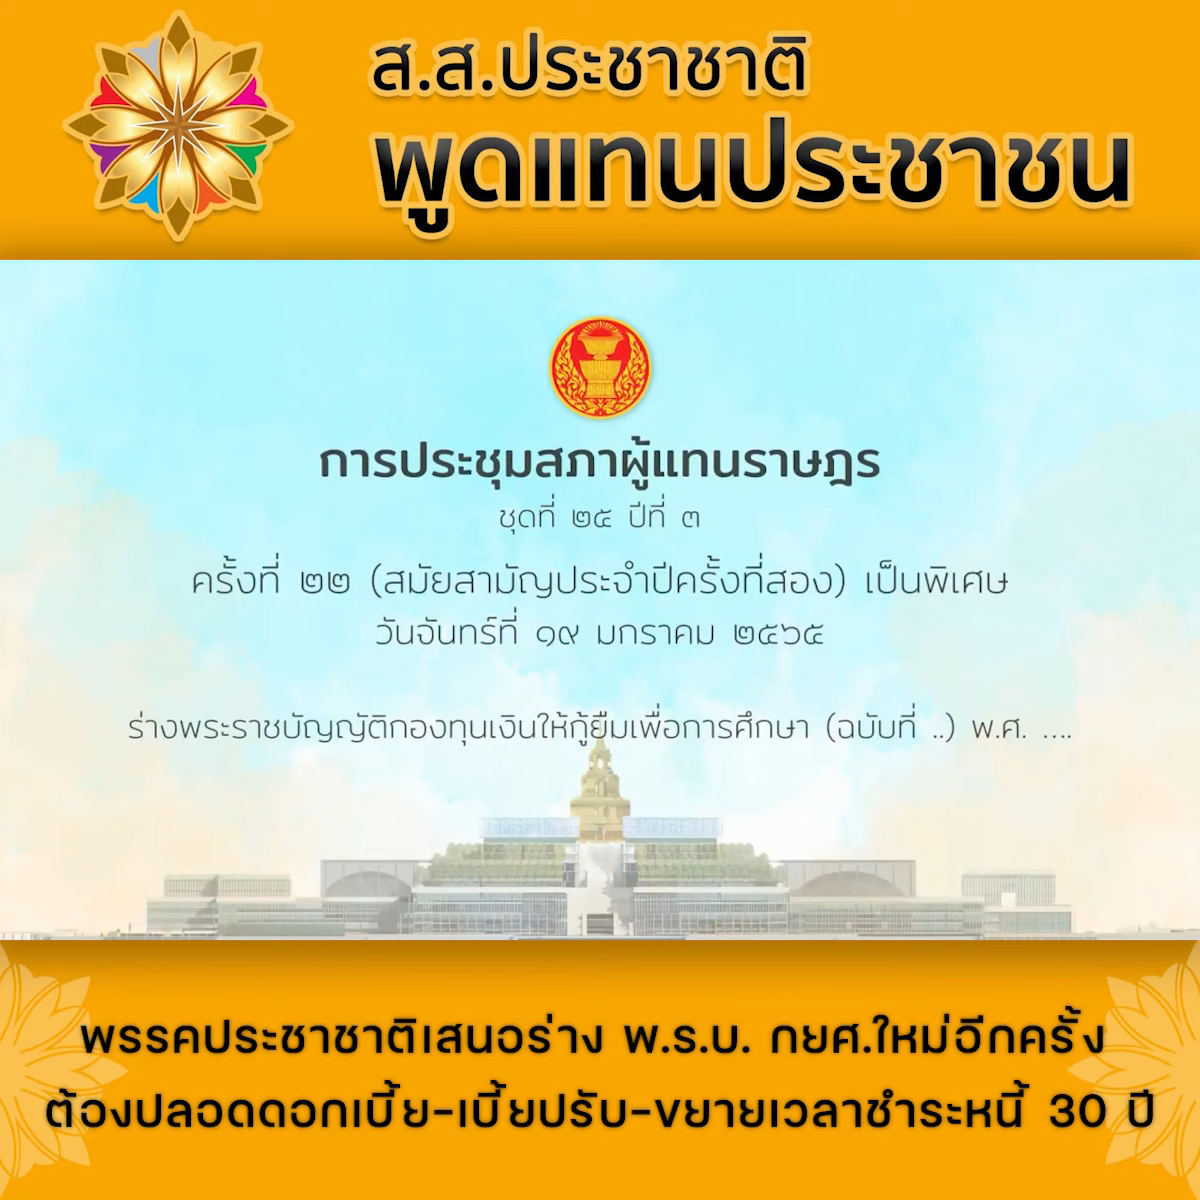 ส.ส.ประชาชาติ
พูดแทนประชาชน
การประชุมสภาผู้แทนราษฎร
ชุดที่ ๒๕ ปีที่ ๓
ครั้งที่ ๒๒ (สมัยสามัญประจำปีครั้งที่สอง) เป็นพิเศษ
วันจันทร์ที่ ๑๙ มกราคม ๒๕๖๕
ร่างพระราชบัญญัติกองทุนเงินให้กู้ยืมเพื่อการศึกษา (ฉบับที่ ..) พ.ศ. ....
พรรคประชาชาติเสนอร่าง พ.ร.บ. กยศ.ใหม่อีกครั้ง
ต้องปลอดดอกเบี้ย-เบี้ยปรับ-ขยายเวลาชำระหนี้ 30 ปี